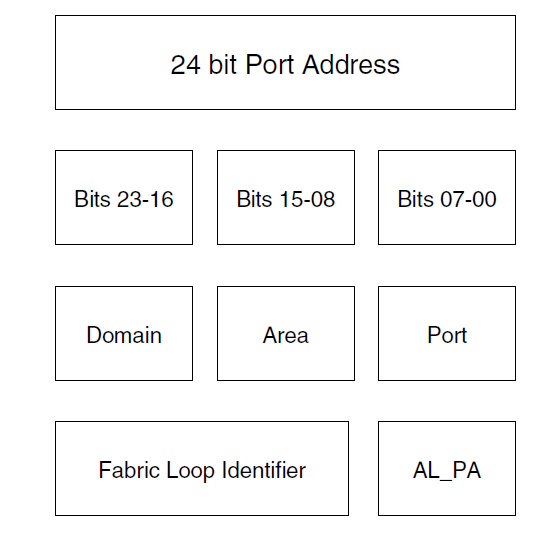 24 bit Port Address
Bits 23-16
Bits 15-08
Bits 07-00
Domain
Area
Port
Fabric Loop Identifier
AL_PA